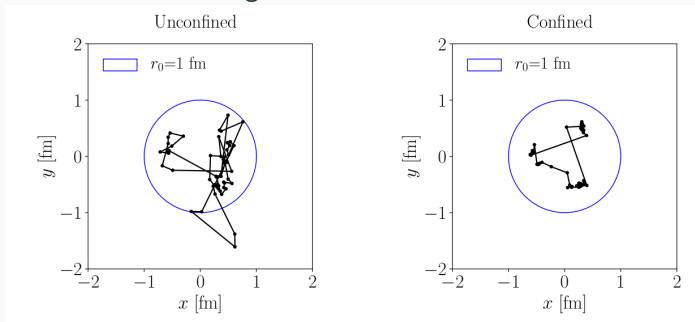 Unconfined
r₀=1 fm
2
1
0
−1
−2
y [fm]
−2 −1 0 1 2
x [fm]
Confined
r₀=1 fm
2
1
0
−1
−2
y [fm]
−2 −1 0 1 2
x [fm]